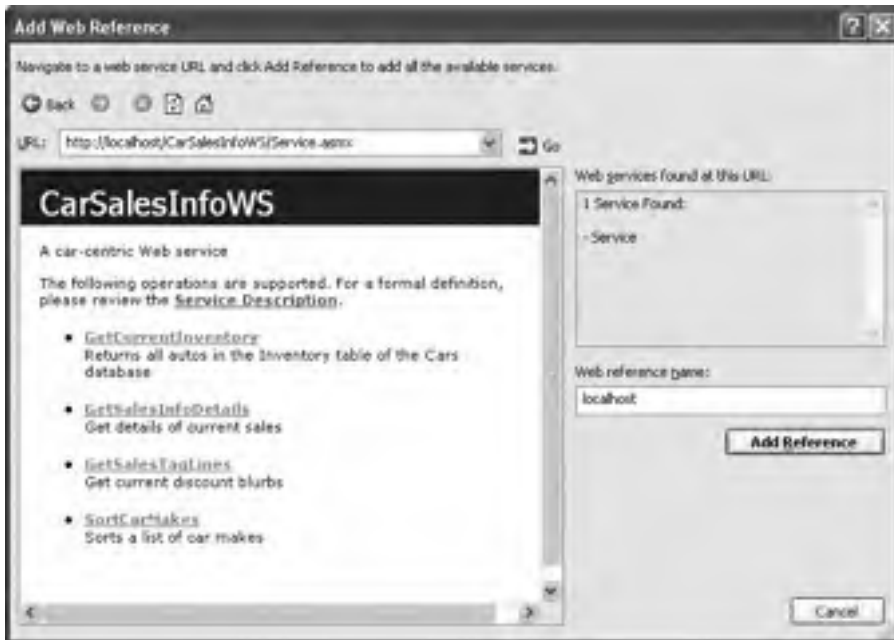 Add Web Reference
Navigate to a web service URL and click Add Reference to add all the available services.
Back
URL: http://localhost/CarSalesInfoWS/Service.asmx Go
CarSalesInfoWS
A car-centric Web service
The following operations are supported. For a formal definition,
please review the Service Description.
• GetCurrentInventory
Returns all autos in the Inventory table of the Cars
database
• GetSalesInfoDetails
Get details of current sales
• GetSalesTagLines
Get current discount blurbs
• SortCarMakes
Sorts a list of car makes
Web services found at this URL:
1 Service Found:
- Service
Web reference name:
localhost
Add Reference
Cancel